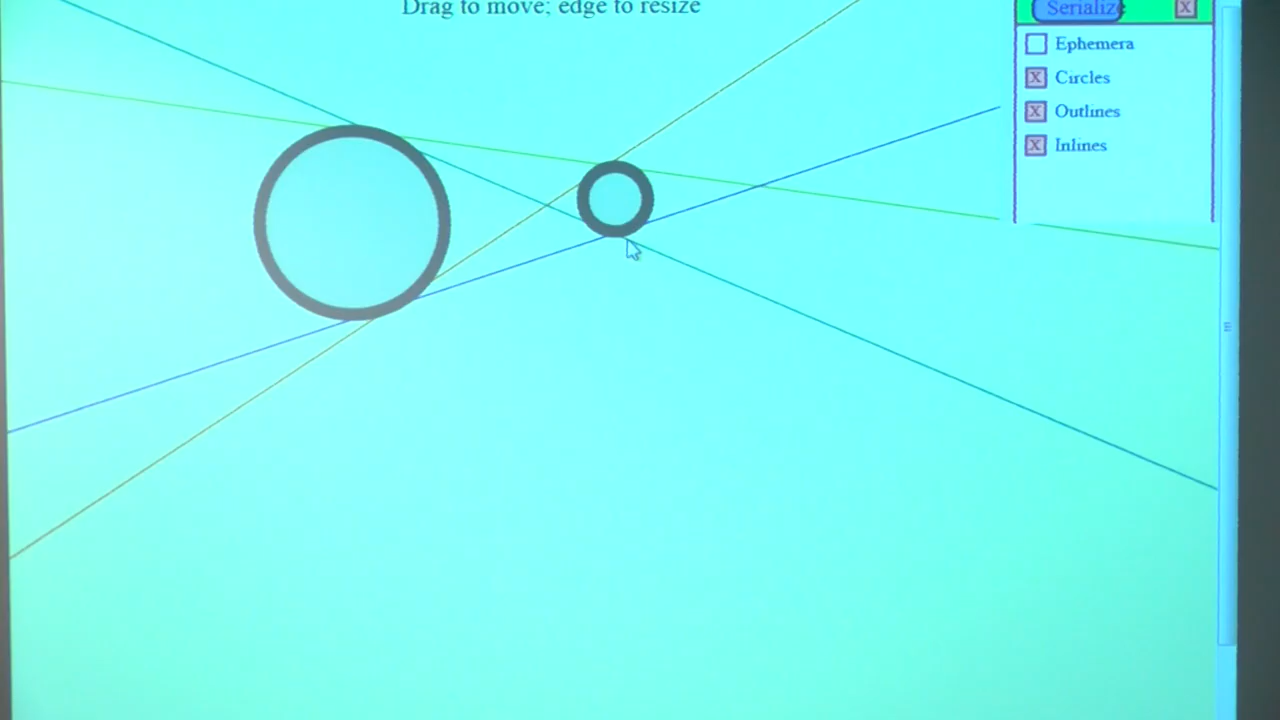 Drag to move; edge to resize
Serialize
X
Ephemera
X Circles
X Outlines
X Inlines